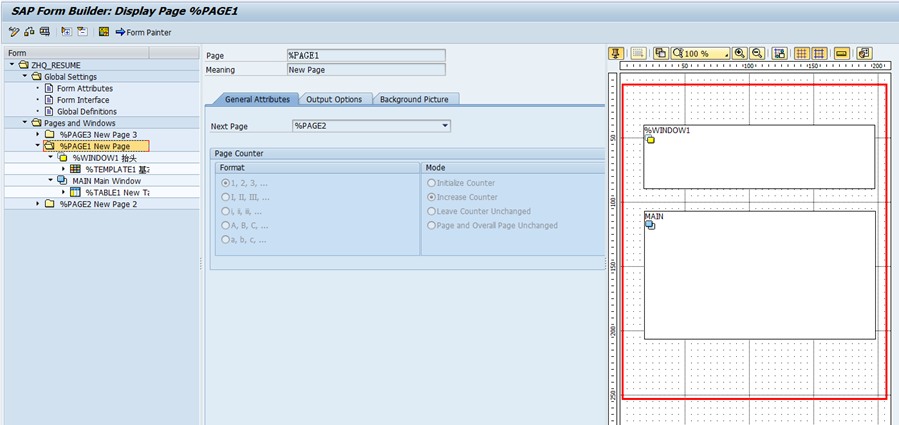 SAP Form Builder: Display Page %PAGE1
Form Painter
Form
ZHQ_RESUME
Global Settings
Form Attributes
Form Interface
Global Definitions
Pages and Windows
%PAGE3 New Page 3
%PAGE1 New Page
%WINDOW1 抬头
%TEMPLATE1 基
MAIN Main Window
%TABLE1 New T
%PAGE2 New Page 2
Page %PAGE1
Meaning New Page
General Attributes Output Options Background Picture
Next Page %PAGE2
Page Counter
Format
1, 2, 3, ...
I, II, III, ...
i, ii, iii, ...
A, B, C, ...
a, b, c, ...
Mode
Initialize Counter
Increase Counter
Leave Counter Unchanged
Page and Overall Page Unchanged
100 %
50 100 150 200
50
100
150
200
250
%WINDOW1
MAIN